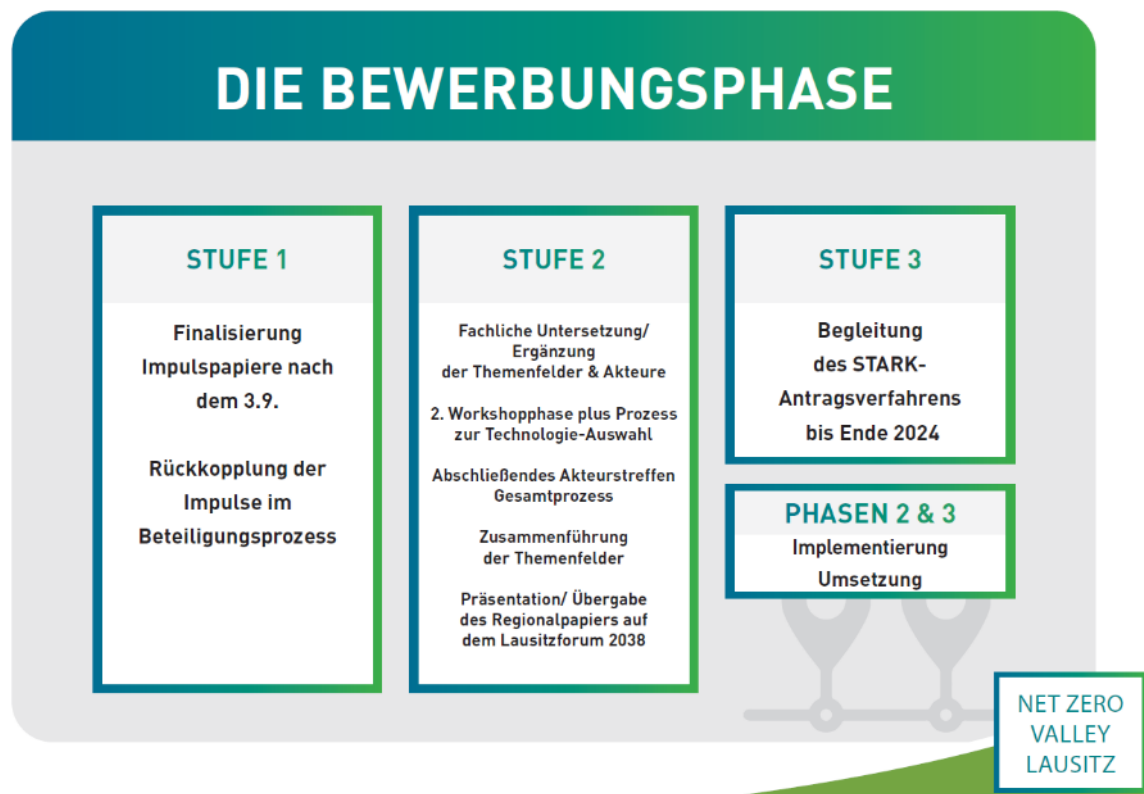 DIE BEWERBUNGSPHASE
STUFE 1
Finalisierung
Impulspapiere nach
dem 3.9.
Rückkopplung der
Impulse im
Beteiligungsprozess
STUFE 2
Fachliche Untersetzung/
Ergänzung
der Themenfelder & Akteure
2. Workshopphase plus Prozess
zur Technologie-Auswahl
Abschließendes Akteurstreffen
Gesamtprozess
Zusammenführung
der Themenfelder
Präsentation/ Übergabe
des Regionalpapiers auf
dem Lausitzforum 2038
STUFE 3
Begleitung
des STARK-
Antragsverfahrens
bis Ende 2024
PHASEN 2 & 3
Implementierung
Umsetzung
NET ZERO
VALLEY
LAUSITZ